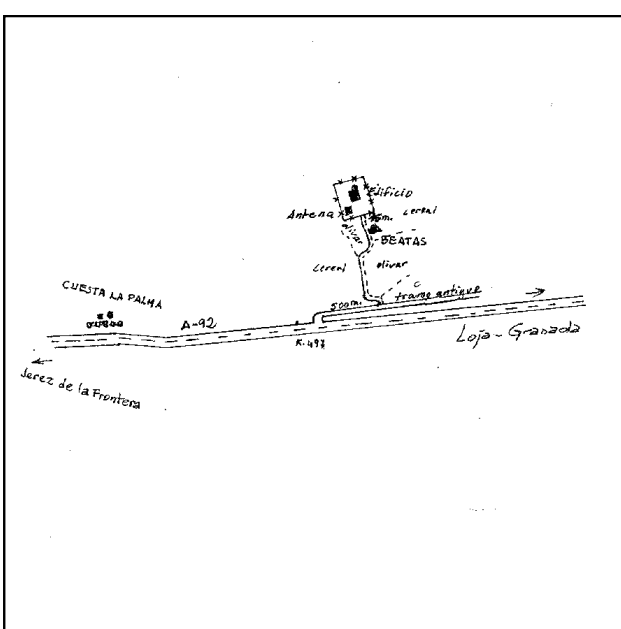 Edificio
Antena
5m. cereal
olivar
BEATAS
cereal olivar
CUESTA LA PALMA
500m. tramo antiguo
A-92
K. 497
Loja - Granada
Jerez de la Frontera